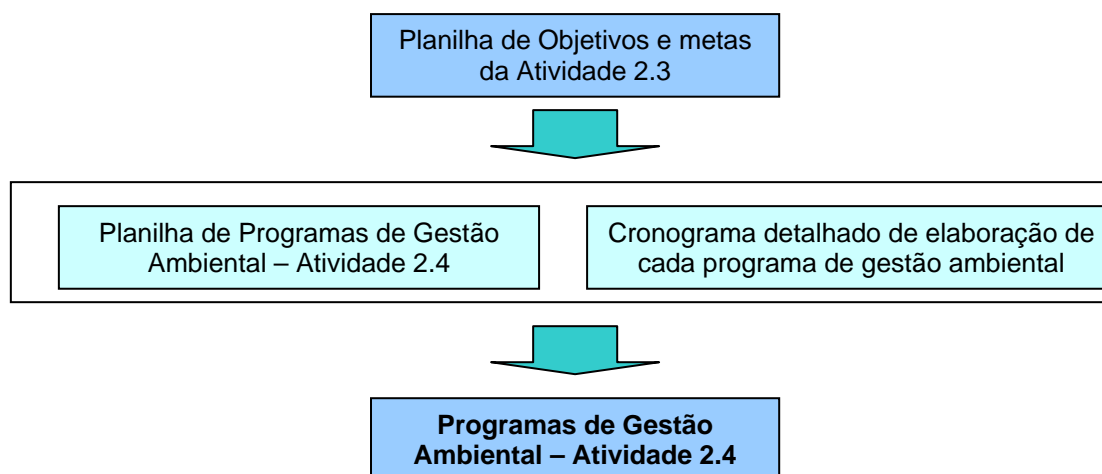 Planilha de Objetivos e metas
da Atividade 2.3
Planilha de Programas de Gestão
Ambiental – Atividade 2.4
Cronograma detalhado de elaboração de
cada programa de gestão ambiental
Programas de Gestão
Ambiental – Atividade 2.4